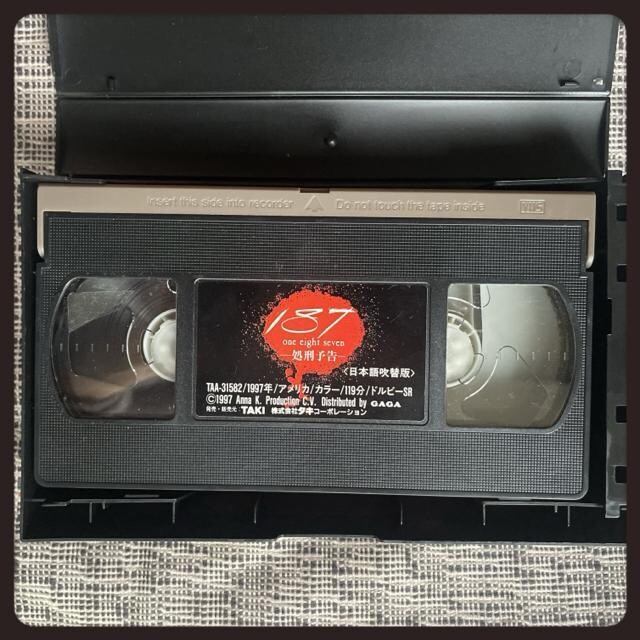 Insert this side into recorder Do not touch the tape inside VHS
187
one eight seven
—処刑予告—
〈日本語吹替版〉
TAA-31582/1997年/アメリカ/カラー/119分/ドルビーSR
©1997 Anna K. Production C.V. Distributed by GAGA
発売・販売元 TAKI 株式会社タキコーポレーション